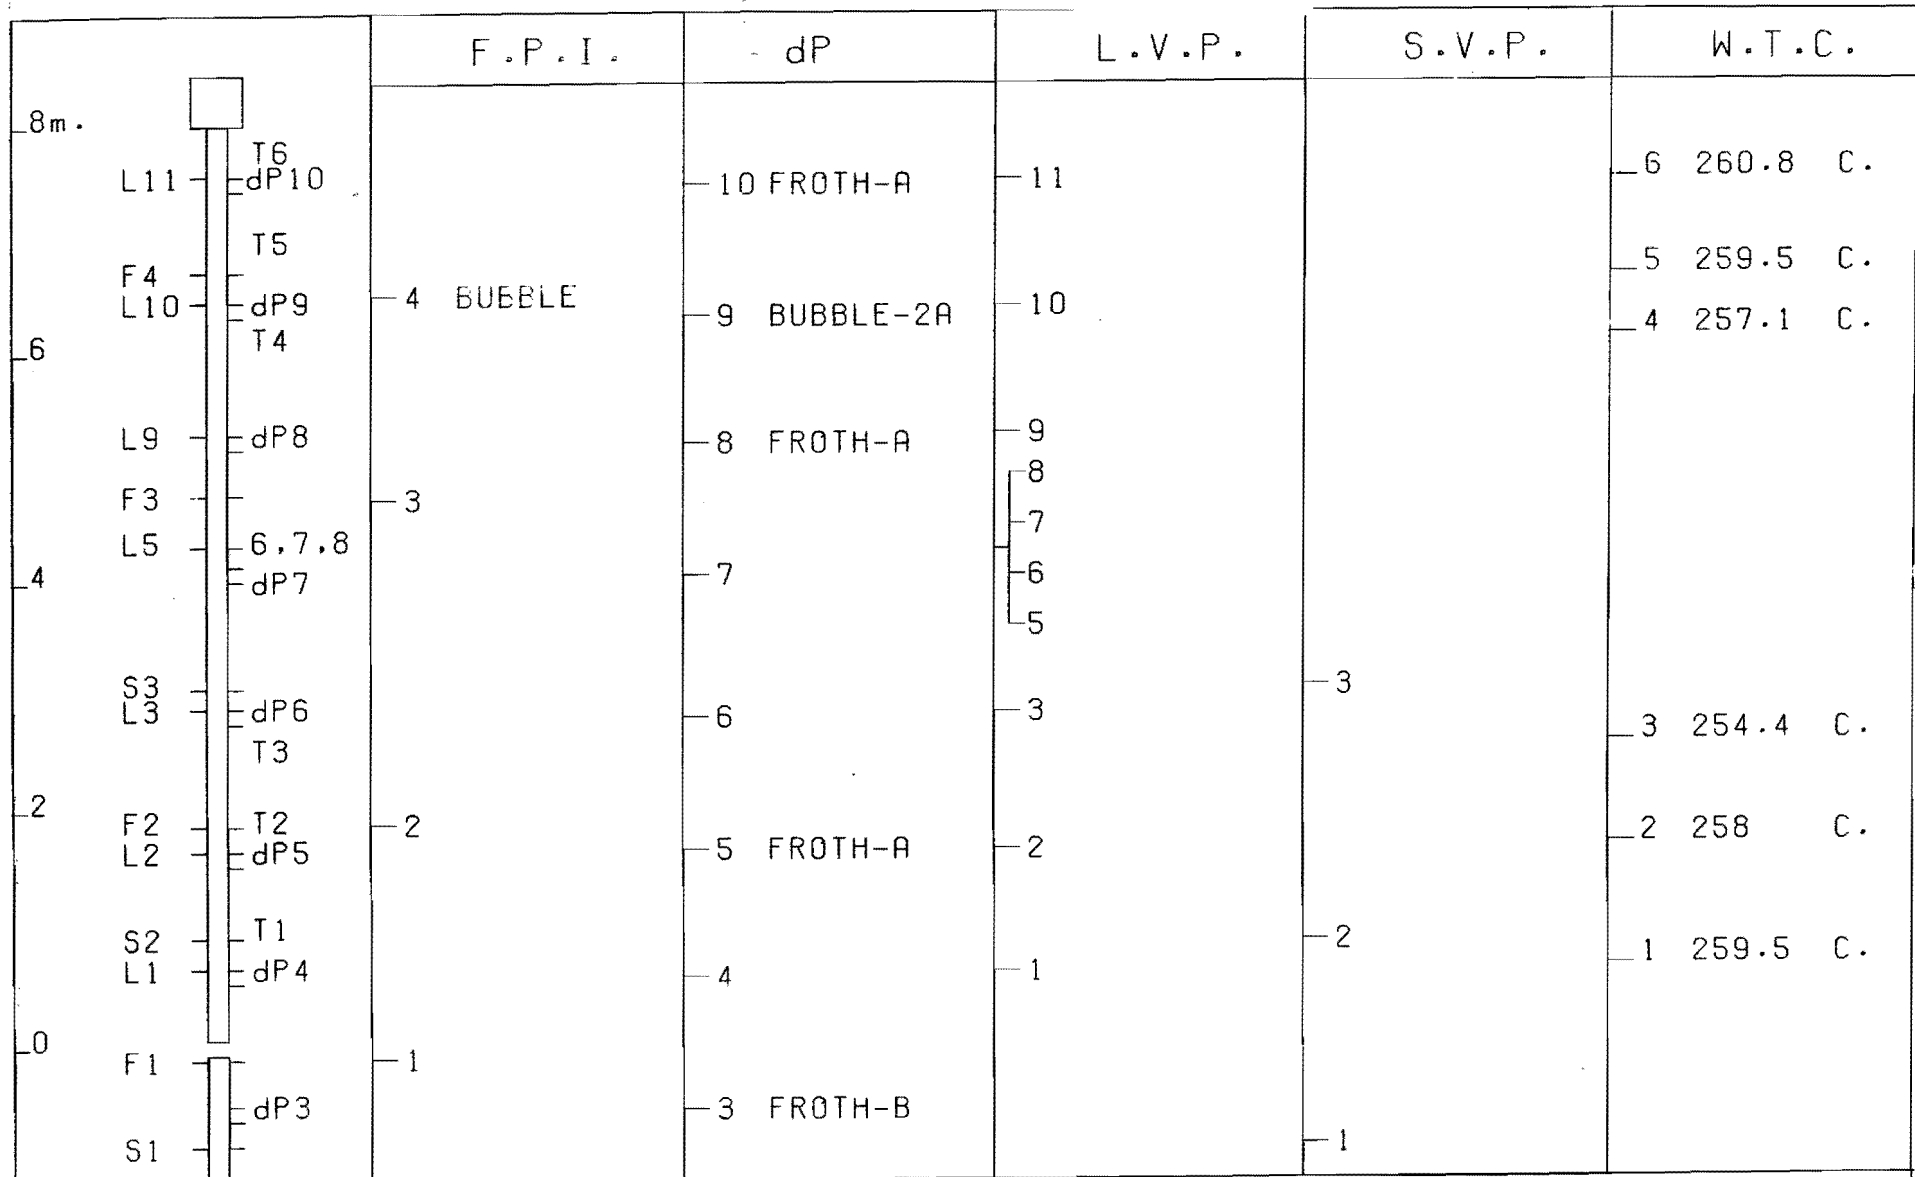 F.P.I. dP L.V.P. S.V.P. W.T.C.
8m.
T6
L11 dP10 10 FROTH-A 11 6 260.8 C.
T5
F4 5 259.5 C.
L10 dP9 4 BUBBLE 9 BUBBLE-2A 10
T4 4 257.1 C.
6
L9 dP8 8 FROTH-A 9
8
F3 3
7
L5 6,7,8
4 dP7 7 6
5
S3 3
L3 dP6 6 3
T3 3 254.4 C.
2
F2 T2 2 2 258 C.
L2 dP5 5 FROTH-A 2
S2 T1 2 1 259.5 C.
L1 dP4 4 1
0
F1 1
dP3 3 FROTH-B
S1 1